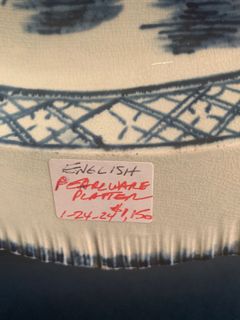 ENGLISH
PEARLWARE
PLATTER
1-24-24 $1,150